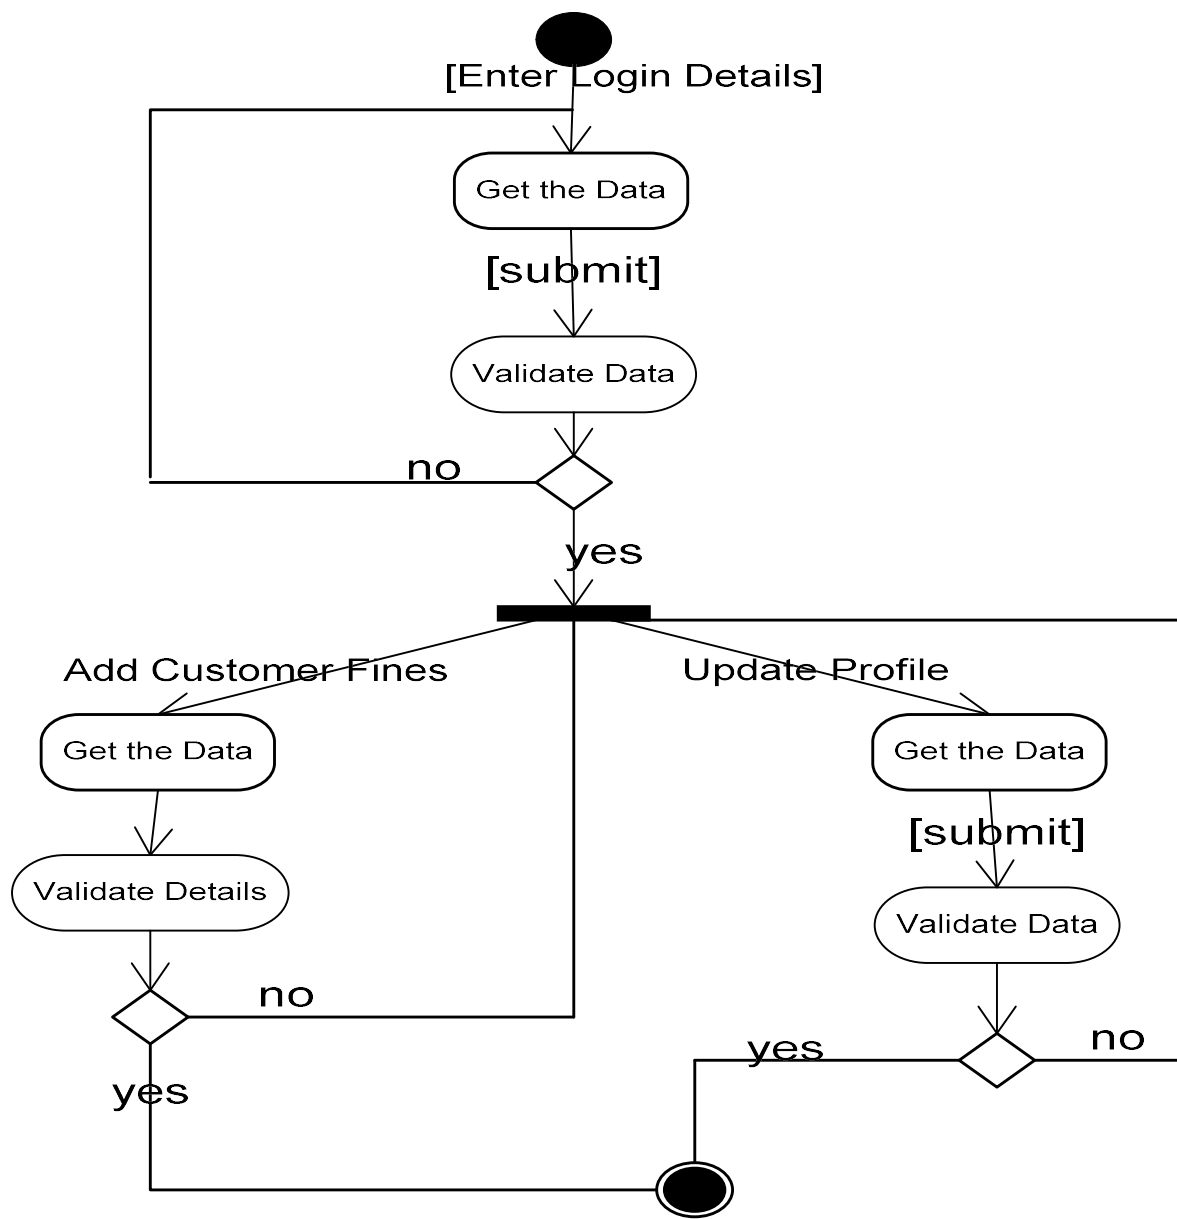 [Enter Login Details]
Get the Data
[submit]
Validate Data
no
yes
Add Customer Fines
Update Profile
Get the Data
Get the Data
[submit]
Validate Details
Validate Data
no
no
yes
yes